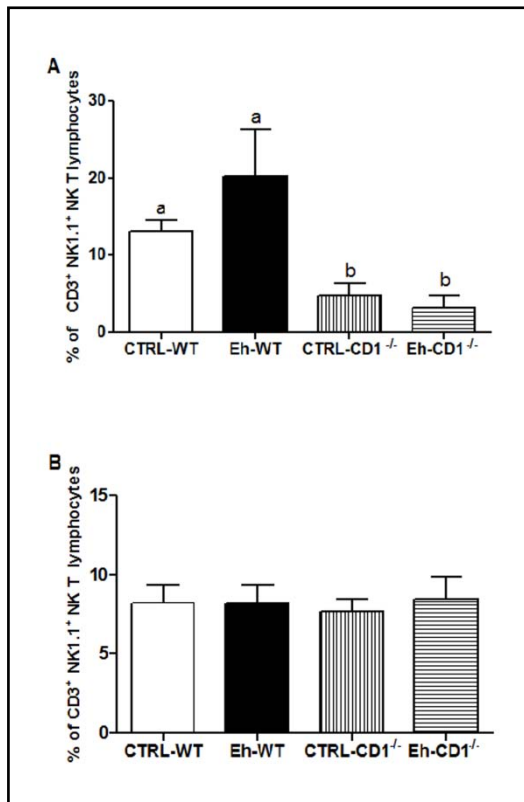 A
% of CD3⁺ NK1.1⁺ NK T lymphocytes
30
20
10
0
a
a
b
b
CTRL-WT Eh-WT CTRL-CD1⁻/⁻ Eh-CD1⁻/⁻
B
% of CD3⁺ NK1.1⁺ NK T lymphocytes
15
10
5
0
CTRL-WT Eh-WT CTRL-CD1⁻/⁻ Eh-CD1⁻/⁻